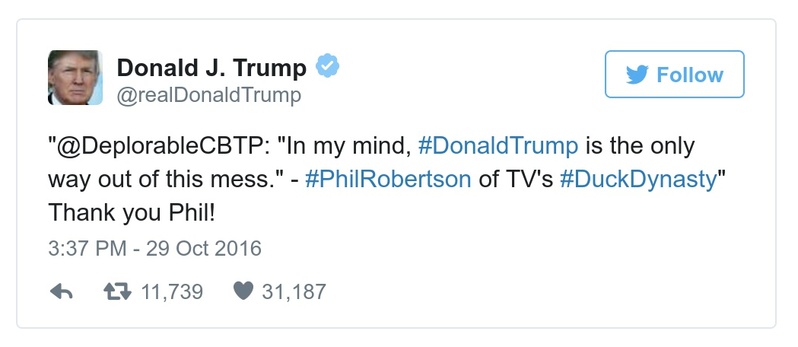 Donald J. Trump
@realDonaldTrump
Follow
"@DeplorableCBTP: "In my mind, #DonaldTrump is the only
way out of this mess." - #PhilRobertson of TV's #DuckDynasty"
Thank you Phil!
3:37 PM - 29 Oct 2016
11,739 31,187